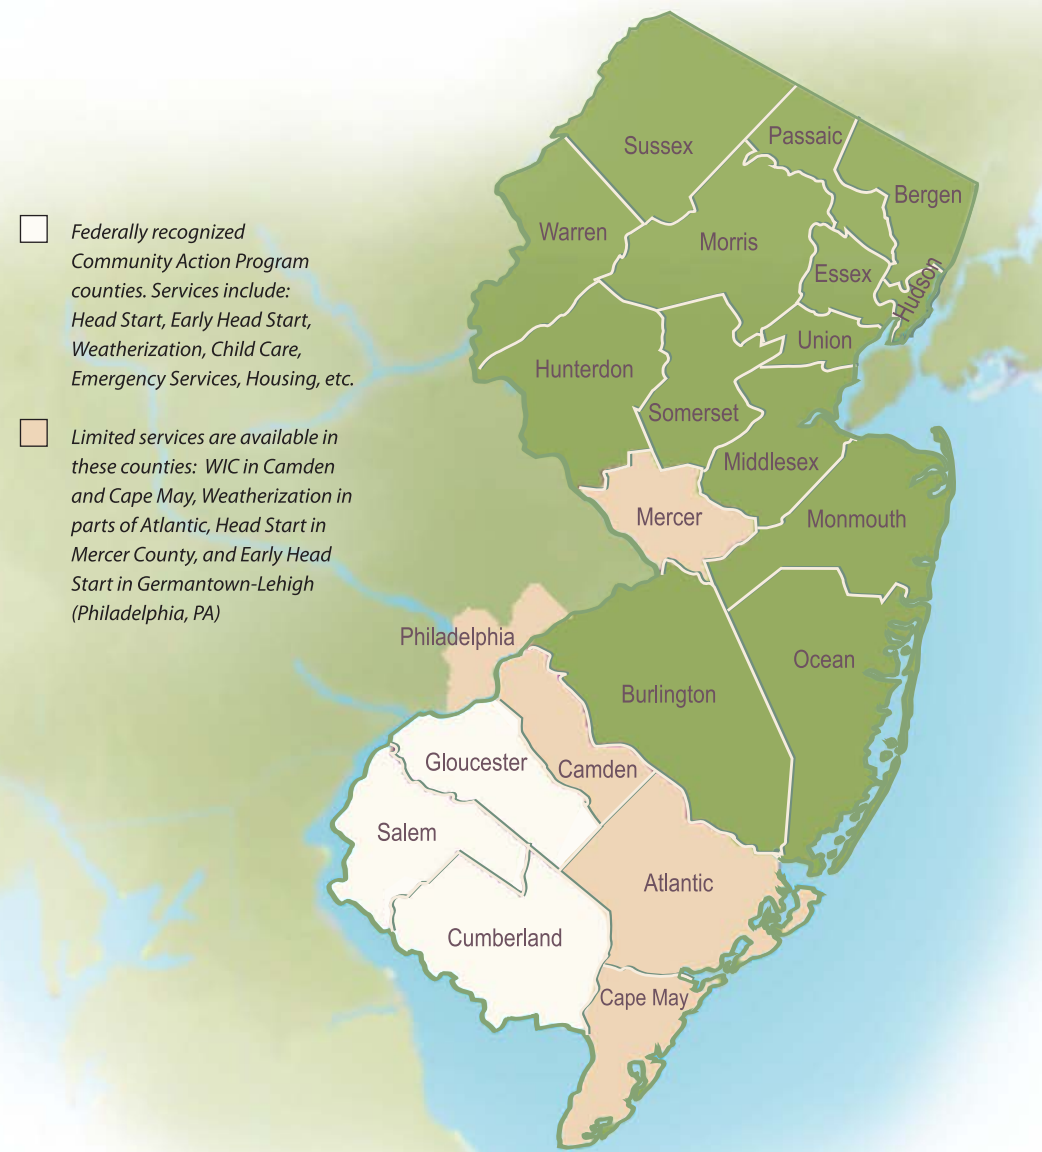 Sussex
Passaic
Bergen
Warren
Morris
Essex
Hudson
Union
Hunterdon
Somerset
Middlesex
Mercer
Monmouth
Philadelphia
Ocean
Burlington
Gloucester
Camden
Salem
Atlantic
Cumberland
Cape May
Federally recognized
Community Action Program
counties. Services include:
Head Start, Early Head Start,
Weatherization, Child Care,
Emergency Services, Housing, etc.
Limited services are available in
these counties: WIC in Camden
and Cape May, Weatherization in
parts of Atlantic, Head Start in
Mercer County, and Early Head
Start in Germantown-Lehigh
(Philadelphia, PA)